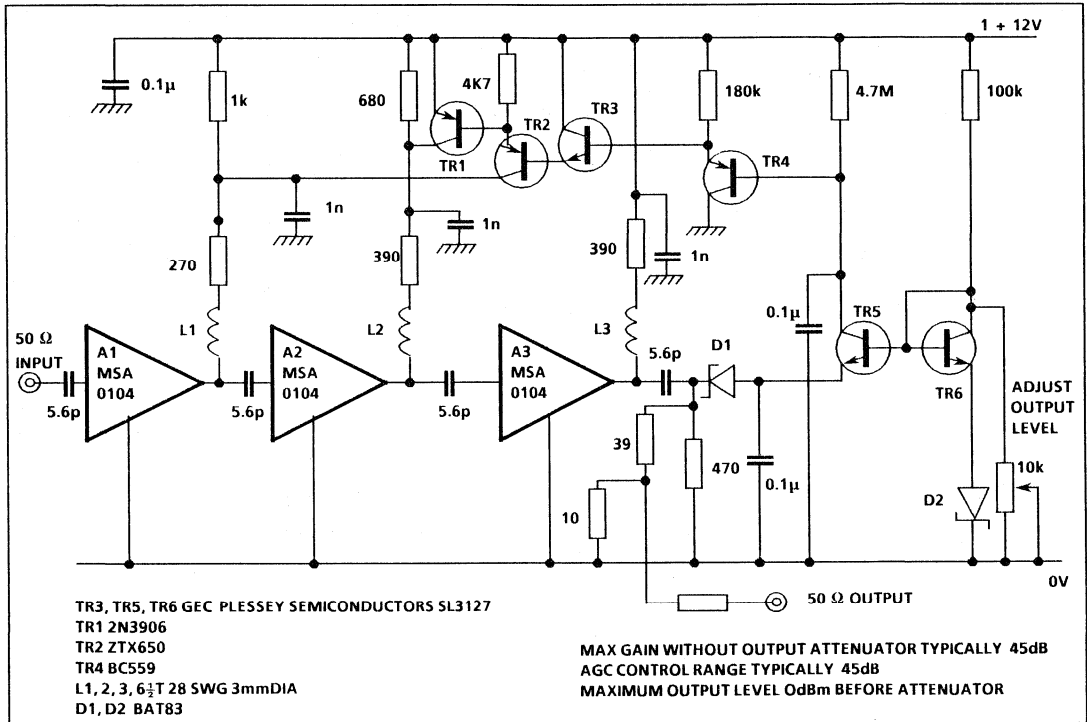 1 + 12V
0.1µ
1k
680
4K7
TR3
180k
4.7M
100k
TR2
TR1
TR4
1n
1n
1n
270
390
390
L1
L2
L3
0.1µ
TR5
50 Ω
INPUT
A1
MSA
0104
A2
MSA
0104
A3
MSA
0104
5.6p
D1
TR6
ADJUST
OUTPUT
LEVEL
5.6p
5.6p
5.6p
39
470
0.1µ
10k
D2
10
0V
50 Ω OUTPUT
TR3, TR5, TR6 GEC PLESSEY SEMICONDUCTORS SL3127
TR1 2N3906
TR2 ZTX650
TR4 BC559
L1, 2, 3, 6½T 28 SWG 3mmDIA
D1, D2 BAT83
MAX GAIN WITHOUT OUTPUT ATTENUATOR TYPICALLY 45dB
AGC CONTROL RANGE TYPICALLY 45dB
MAXIMUM OUTPUT LEVEL OdBm BEFORE ATTENUATOR